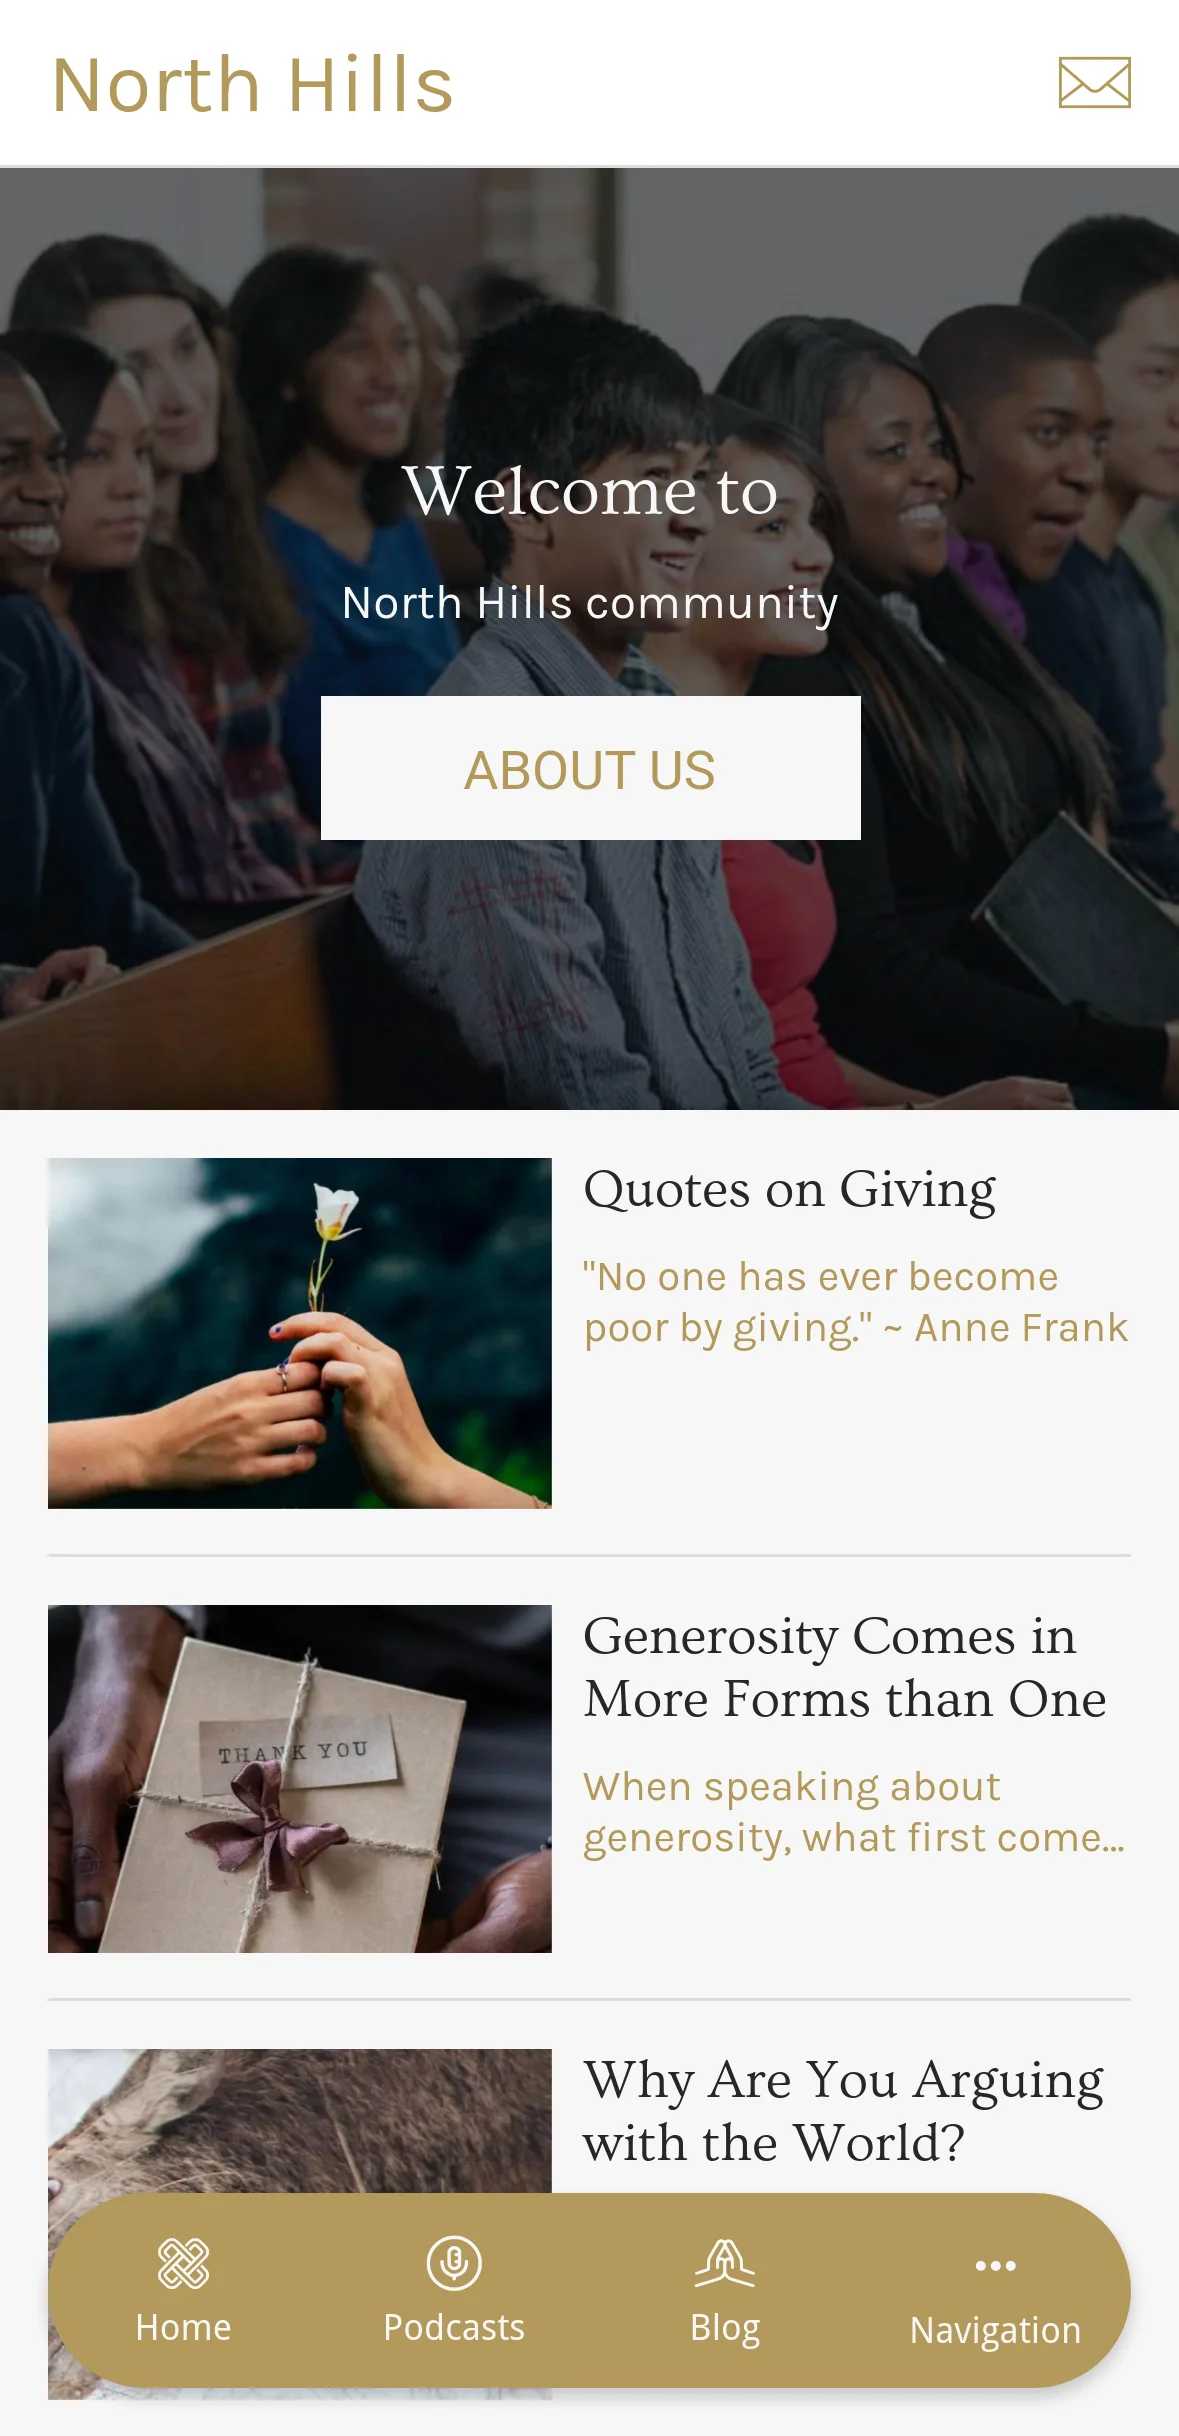 North Hills
Welcome to
North Hills community
ABOUT US
Quotes on Giving
"No one has ever become
poor by giving." ~ Anne Frank
THANK YOU
Generosity Comes in
More Forms than One
When speaking about
generosity, what first come...
Why Are You Arguing
with the World?
Home
Podcasts
Blog
Navigation